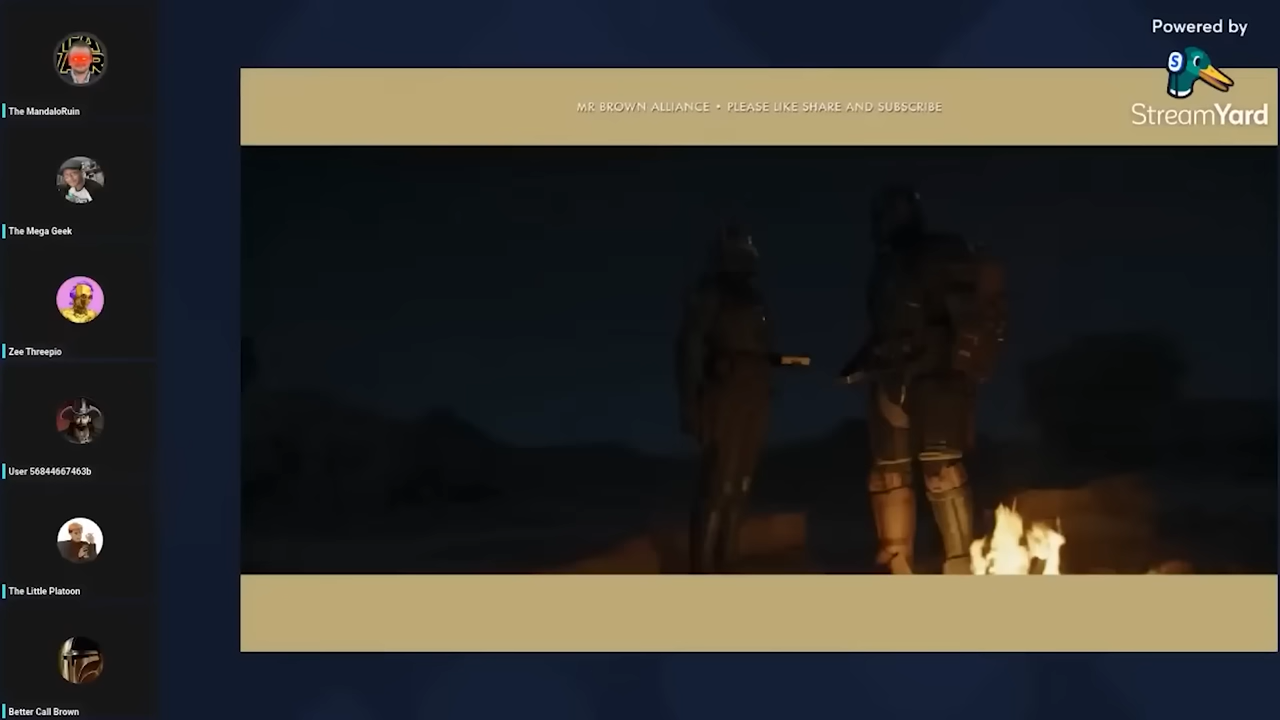 Powered by
S
StreamYard
MR BROWN ALLIANCE • PLEASE LIKE SHARE AND SUBSCRIBE
The MandaloRuin
The Mega Geek
Zee Threepio
User 56844667463b
The Little Platoon
Better Call Brown